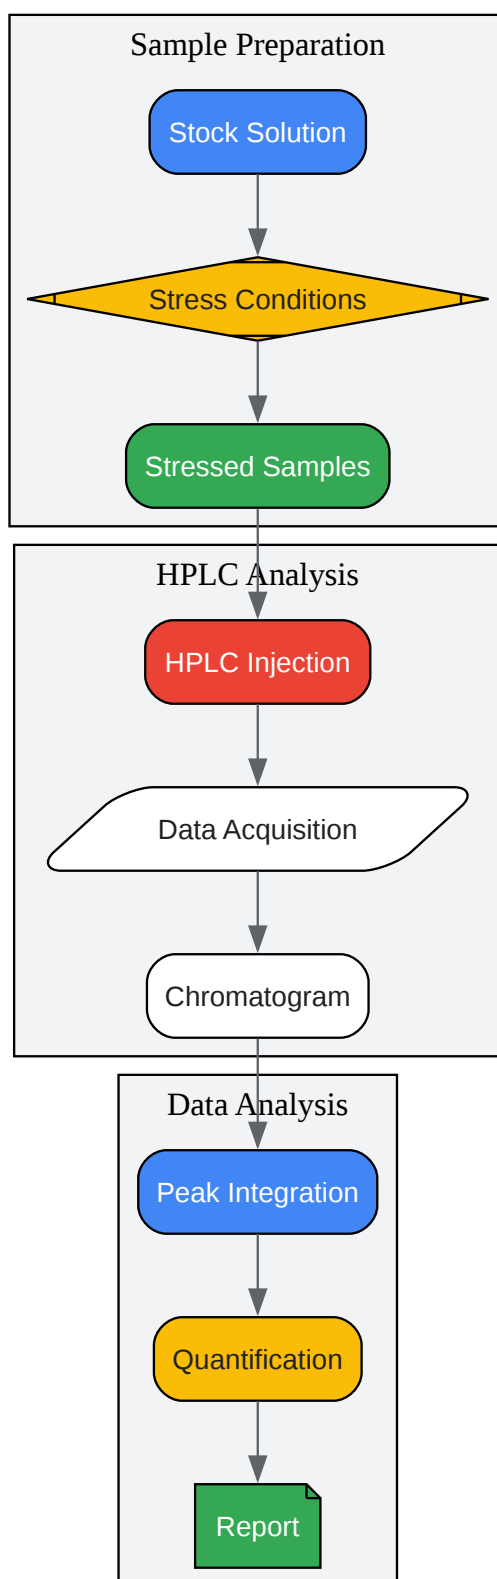 Sample Preparation
Stock Solution
Stress Conditions
Stressed Samples
HPLC Analysis
HPLC Injection
Data Acquisition
Chromatogram
Data Analysis
Peak Integration
Quantification
Report